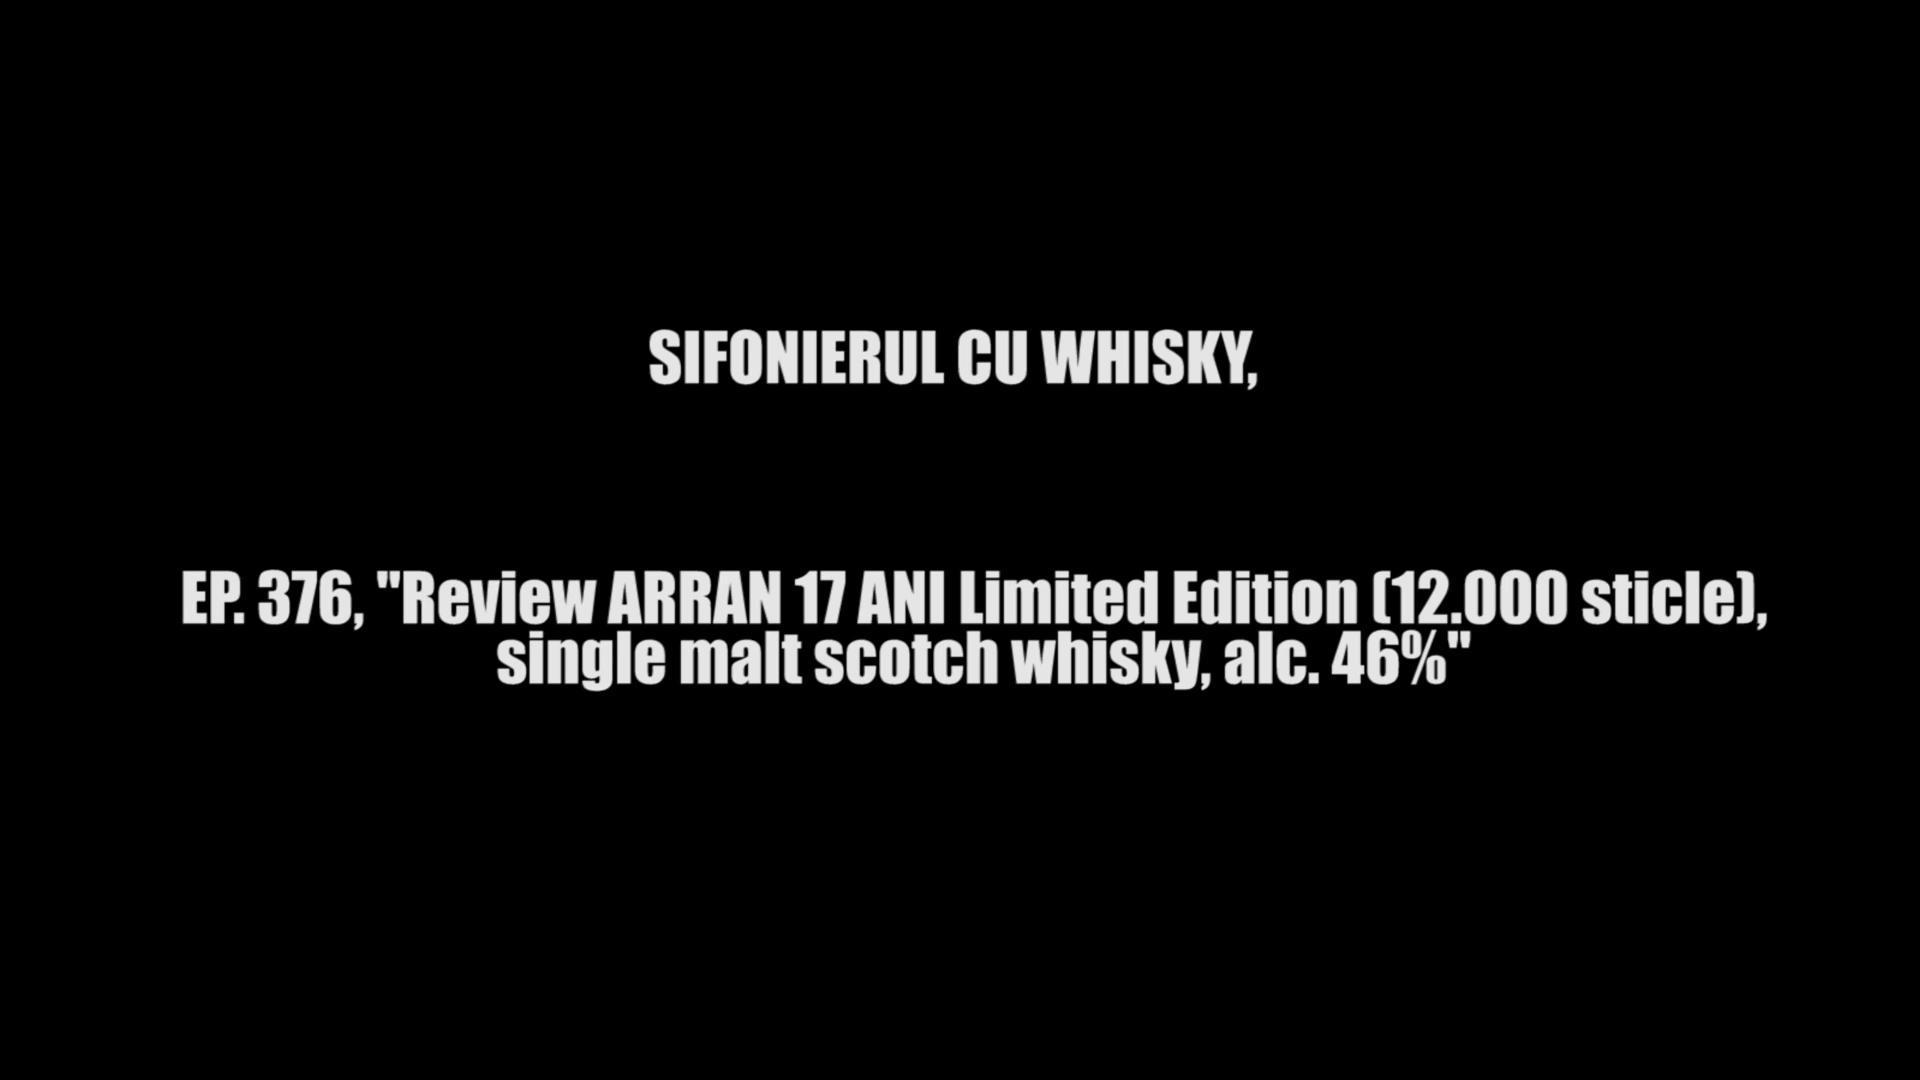 SIFONIERUL CU WHISKY,
EP. 376, "Review ARRAN 17 ANI Limited Edition (12.000 sticle),
single malt scotch whisky, alc. 46%"